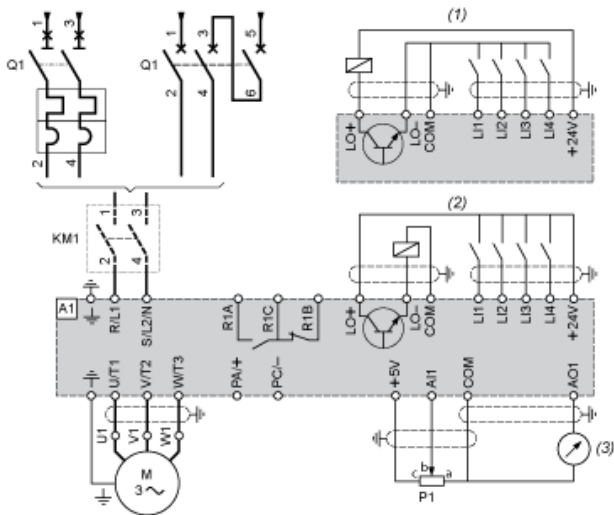 1 3 1 3 5
(1)
Q1 Q1
2 4 6
LO+ LO- COM LI1 LI2 LI3 LI4 +24V
2 4
1 3
KM1
2 4
(2)
A1
R/L1 S/L2/N R1A R1C R1B LO+ LO- COM LI1 LI2 LI3 LI4 +24V
U/T1 V/T2 W/T3 PA/+ PC/- +5V AI1 COM AO1
U1 V1 W1
(3)
M
3~
c b a
P1